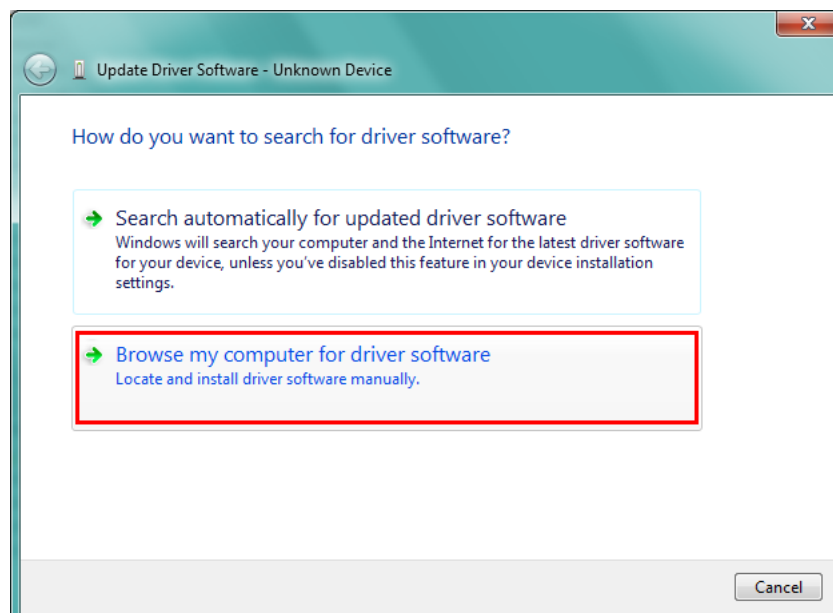 Update Driver Software - Unknown Device
How do you want to search for driver software?
Search automatically for updated driver software
Windows will search your computer and the Internet for the latest driver software
for your device, unless you've disabled this feature in your device installation
settings.
Browse my computer for driver software
Locate and install driver software manually.
Cancel